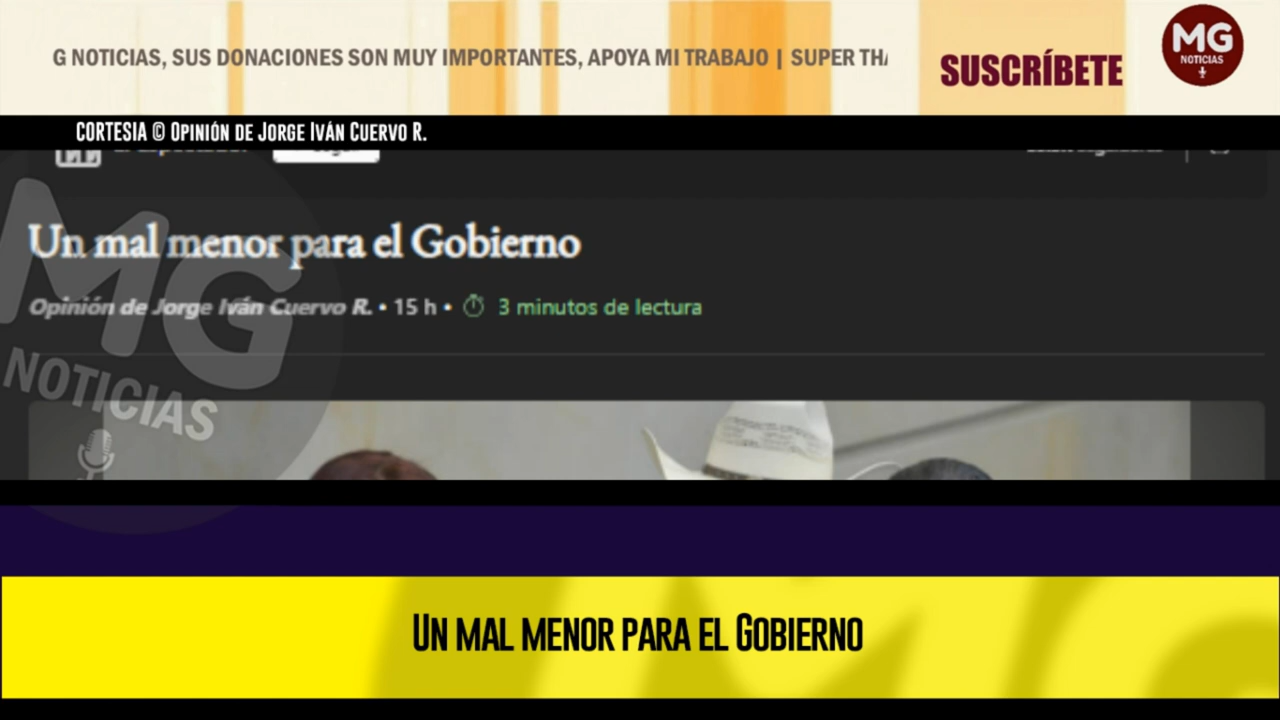 G NOTICIAS, SUS DONACIONES SON MUY IMPORTANTES, APOYA MI TRABAJO | SUPER
SUSCRÍBETE
MG
NOTICIAS
CORTESIA © OPINIÓN DE JORGE IVÁN CUERVO R.
Un mal menor para el Gobierno
Opinión de Jorge Iván Cuervo R. • 15 h • 3 minutos de lectura
MG
NOTICIAS
UN MAL MENOR PARA EL GOBIERNO